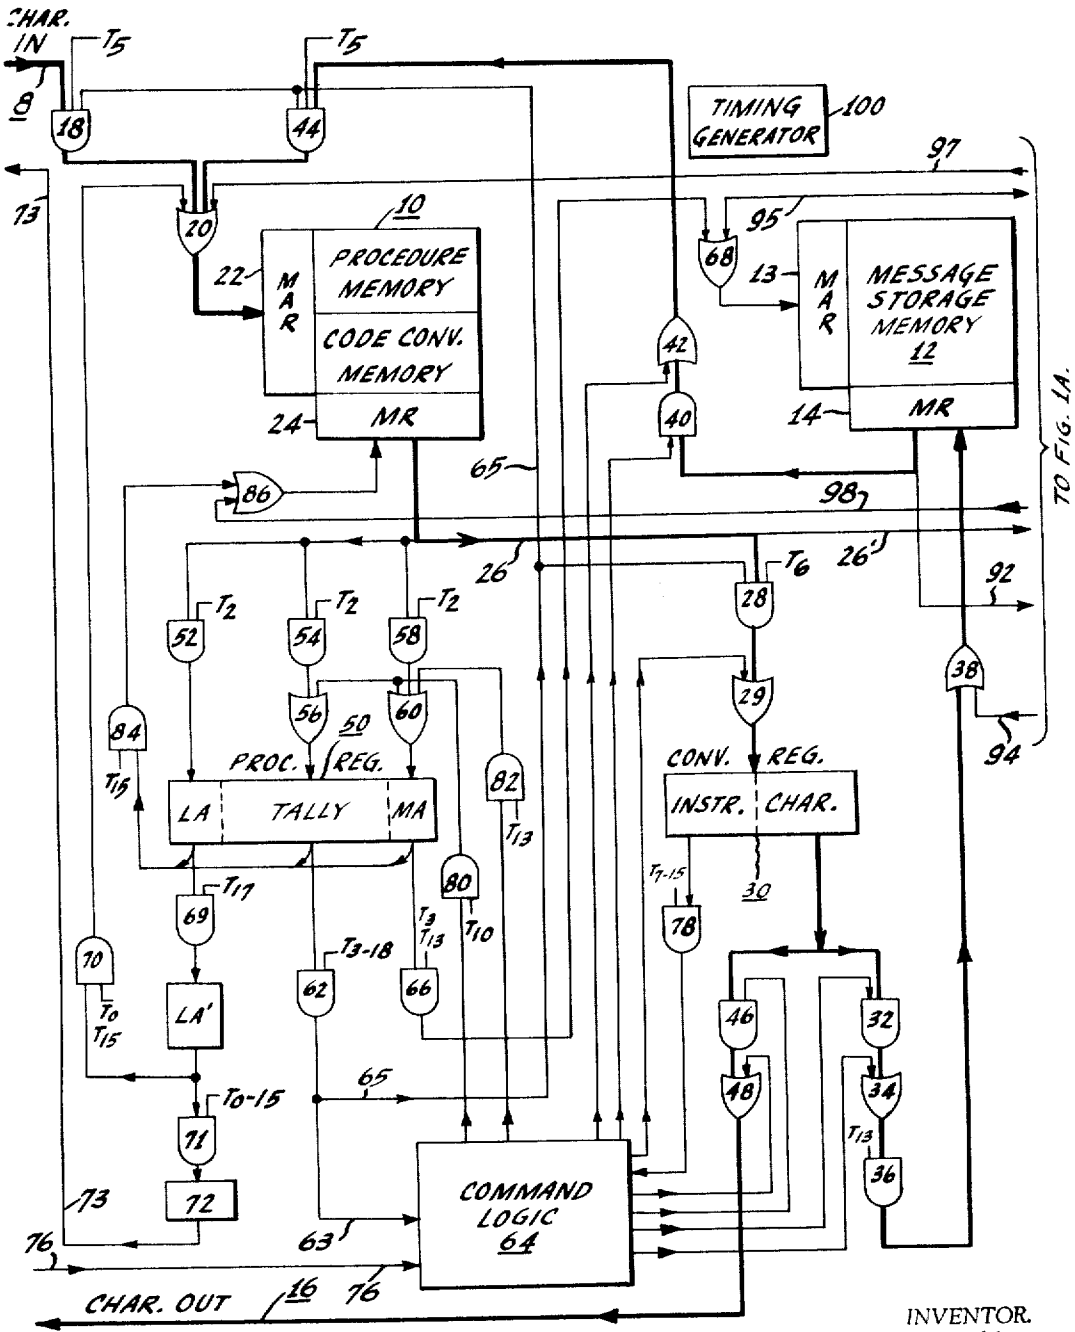 CHAR.
IN
8
T5
T5
18
44
TIMING
GENERATOR
100
73
97
95
20
10
22
MAR
PROCEDURE
MEMORY
CODE CONV.
MEMORY
24
MR
68
13
MAR
MESSAGE
STORAGE
MEMORY
12
14
MR
42
40
TO FIG. 1A.
65
86
98
26
26'
92
T6
28
T2
T2
T2
52
54
58
38
94
29
56
60
84
T15
50
PROC. REG.
LA
TALLY
MA
82
T13
CONV. REG.
INSTR.
CHAR.
30
80
T10
T7-15
78
T17
69
T3
T13
T3-18
62
66
70
T0
T15
LA'
46
32
48
34
65
T0-15
71
T13
36
72
73
COMMAND
LOGIC
64
63
76
76
CHAR. OUT
16
INVENTOR.